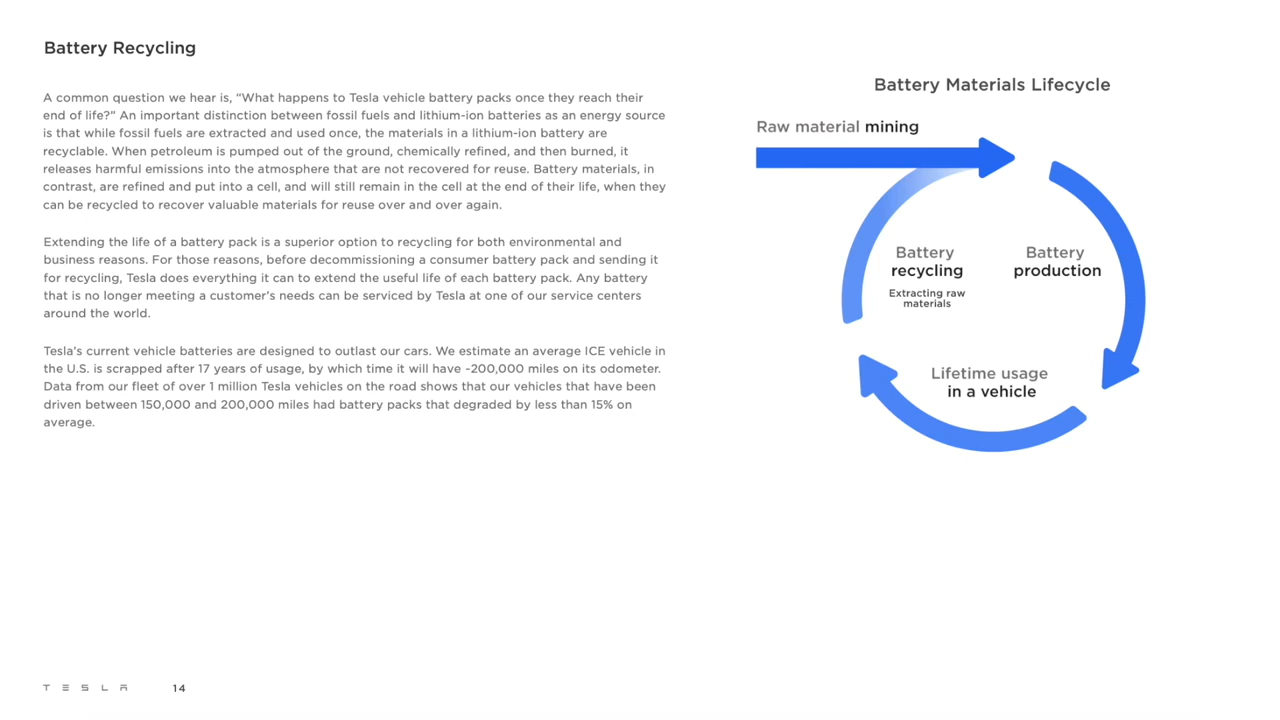 Battery Recycling
A common question we hear is, “What happens to Tesla vehicle battery packs once they reach their
end of life?” An important distinction between fossil fuels and lithium-ion batteries as an energy source
is that while fossil fuels are extracted and used once, the materials in a lithium-ion battery are
recyclable. When petroleum is pumped out of the ground, chemically refined, and then burned, it
releases harmful emissions into the atmosphere that are not recovered for reuse. Battery materials, in
contrast, are refined and put into a cell, and will still remain in the cell at the end of their life, when they
can be recycled to recover valuable materials for reuse over and over again.
Extending the life of a battery pack is a superior option to recycling for both environmental and
business reasons. For those reasons, before decommissioning a consumer battery pack and sending it
for recycling, Tesla does everything it can to extend the useful life of each battery pack. Any battery
that is no longer meeting a customer’s needs can be serviced by Tesla at one of our service centers
around the world.
Tesla’s current vehicle batteries are designed to outlast our cars. We estimate an average ICE vehicle in
the U.S. is scrapped after 17 years of usage, by which time it will have ~200,000 miles on its odometer.
Data from our fleet of over 1 million Tesla vehicles on the road shows that our vehicles that have been
driven between 150,000 and 200,000 miles had battery packs that degraded by less than 15% on
average.
Battery Materials Lifecycle
Raw material mining
Battery
recycling
Extracting raw
materials
Battery
production
Lifetime usage
in a vehicle
TESLA
14